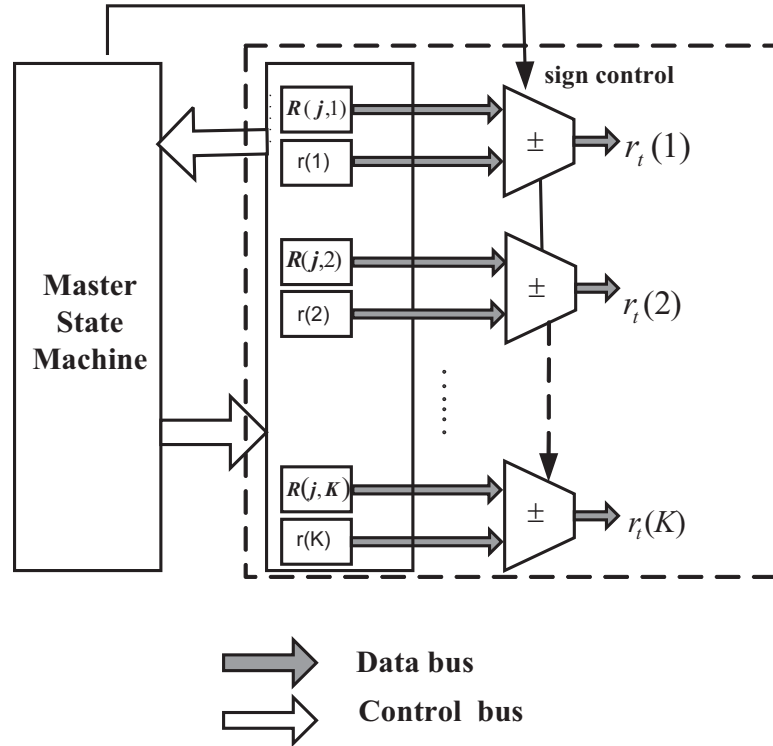 sign control
R(j,1)
r(1)
±
r_t(1)
R(j,2)
r(2)
±
r_t(2)
Master
State
Machine
R(j,K)
r(K)
±
r_t(K)
Data bus
Control bus